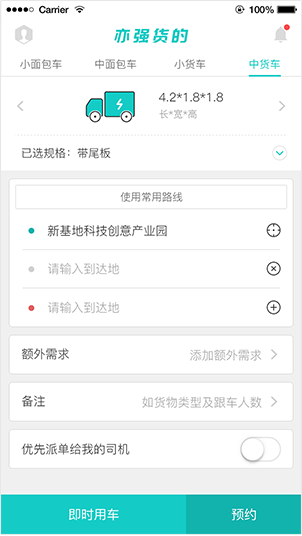 Carrier 100%
亦强货的
小面包车 中面包车 小货车 中货车
4.2*1.8*1.8
长*宽*高
已选规格：带尾板
使用常用路线
新基地科技创意产业园
请输入到达地
请输入到达地
额外需求 添加额外需求
备注 如货物类型及跟车人数
优先派单给我的司机
即时用车 预约